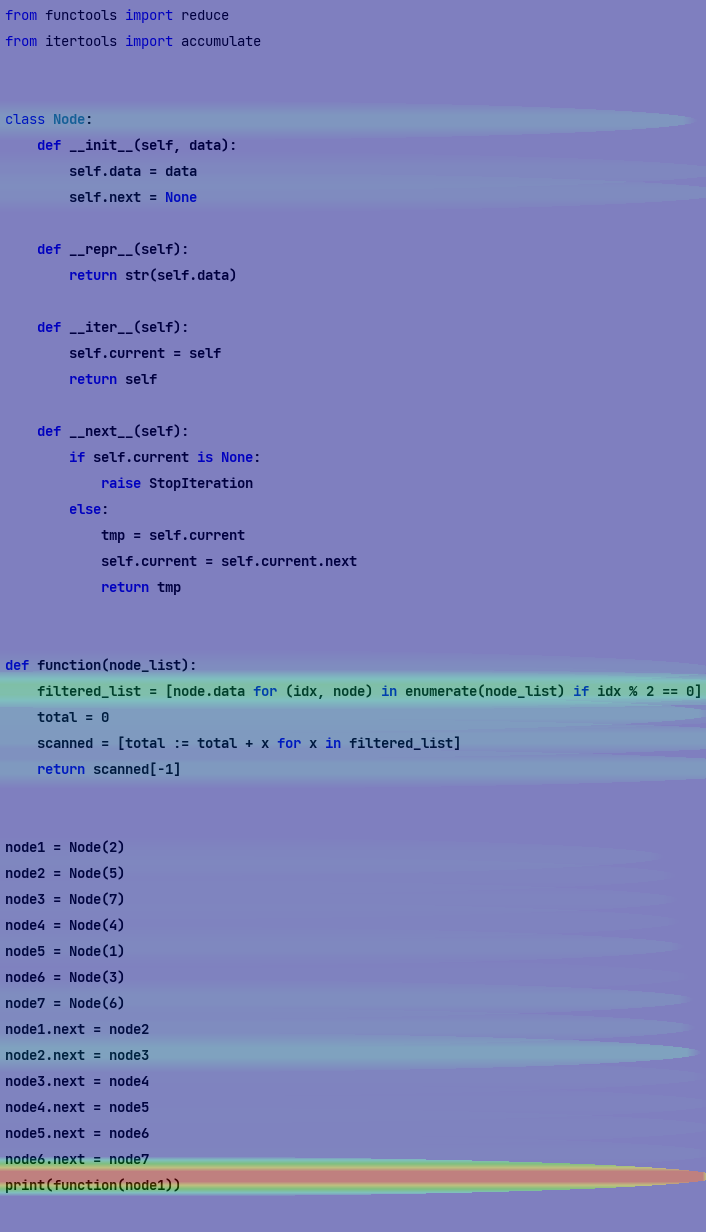 from functools import reduce
from itertools import accumulate
class Node:
    def __init__(self, data):
        self.data = data
        self.next = None
    def __repr__(self):
        return str(self.data)
    def __iter__(self):
        self.current = self
        return self
    def __next__(self):
        if self.current is None:
            raise StopIteration
        else:
            tmp = self.current
            self.current = self.current.next
            return tmp
def function(node_list):
    filtered_list = [node.data for (idx, node) in enumerate(node_list) if idx % 2 == 0]
    total = 0
    scanned = [total := total + x for x in filtered_list]
    return scanned[-1]
node1 = Node(2)
node2 = Node(5)
node3 = Node(7)
node4 = Node(4)
node5 = Node(1)
node6 = Node(3)
node7 = Node(6)
node1.next = node2
node2.next = node3
node3.next = node4
node4.next = node5
node5.next = node6
node6.next = node7
print(function(node1))